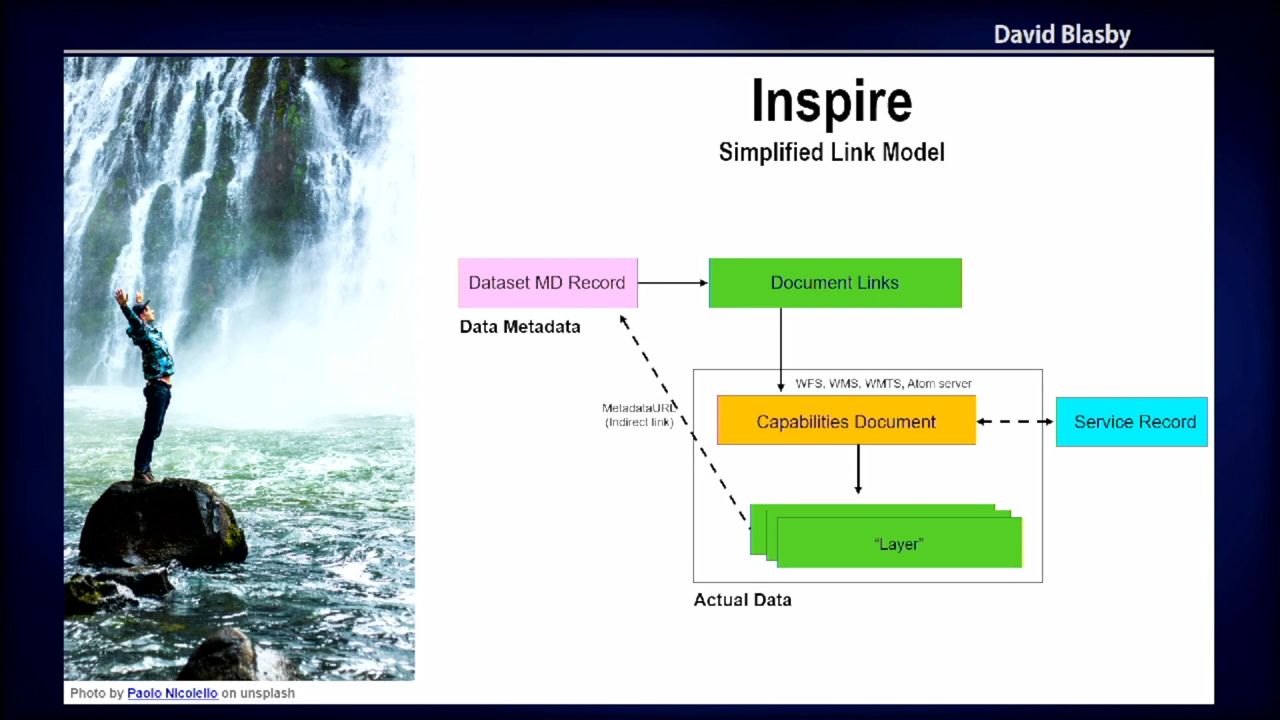 David Blasby
Inspire
Simplified Link Model
Dataset MD Record
Document Links
Data Metadata
WFS, WMS, WMTS, Atom server
MetadataURL
(Indirect link)
Capabilities Document
Service Record
“Layer”
Actual Data
Photo by Paolo Nicolello on unsplash